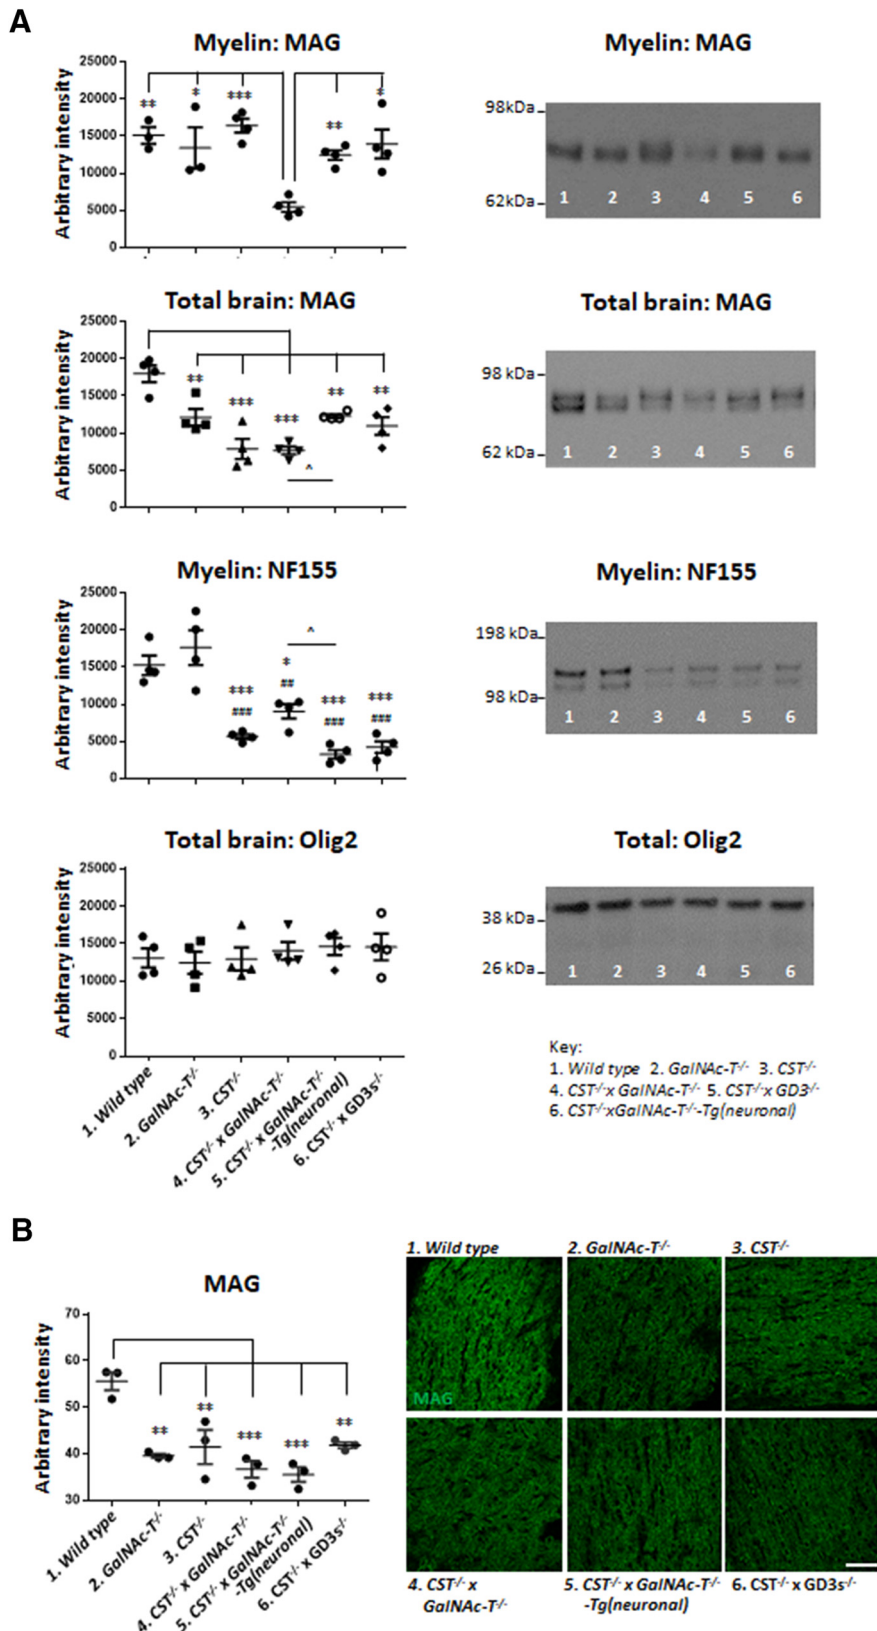 A
Myelin: MAG
25000
20000
15000
10000
5000
0
Arbitrary intensity
** * *** ** *
Myelin: MAG
98kDa
62kDa
1 2 3 4 5 6
Total brain: MAG
25000
20000
15000
10000
5000
0
Arbitrary intensity
** *** *** ** **
^
Total brain: MAG
98 kDa
62 kDa
1 2 3 4 5 6
Myelin: NF155
25000
20000
15000
10000
5000
0
Arbitrary intensity
^
*** * *** ***
### ## ### ###
Myelin: NF155
198 kDa
98 kDa
1 2 3 4 5 6
Total brain: Olig2
25000
20000
15000
10000
5000
0
Arbitrary intensity
1. Wild type
2. GalNAc-T-/-
3. CST-/-
4. CST-/- x GalNAc-T-/-
5. CST-/- x GalNAc-T-/-
-Tg(neuronal)
6. CST-/- x GD3s-/-
Total: Olig2
38 kDa
26 kDa
1 2 3 4 5 6
Key:
1. Wild type 2. GalNAc-T-/- 3. CST-/-
4. CST-/-x GalNAc-T-/- 5. CST-/-x GD3-/-
6. CST-/-xGalNAc-T-/--Tg(neuronal)
B
MAG
70
60
50
40
30
Arbitrary intensity
** ** *** *** **
1. Wild type
2. GalNAc-T-/-
3. CST-/-
4. CST-/- x GalNAc-T-/-
5. CST-/- x GalNAc-T-/-
-Tg(neuronal)
6. CST-/- x GD3s-/-
1. Wild type 2. GalNAc-T-/- 3. CST-/-
MAG
4. CST-/- x
GalNAc-T-/-
5. CST-/- x GalNAc-T-/-
-Tg(neuronal)
6. CST-/- x GD3s-/-